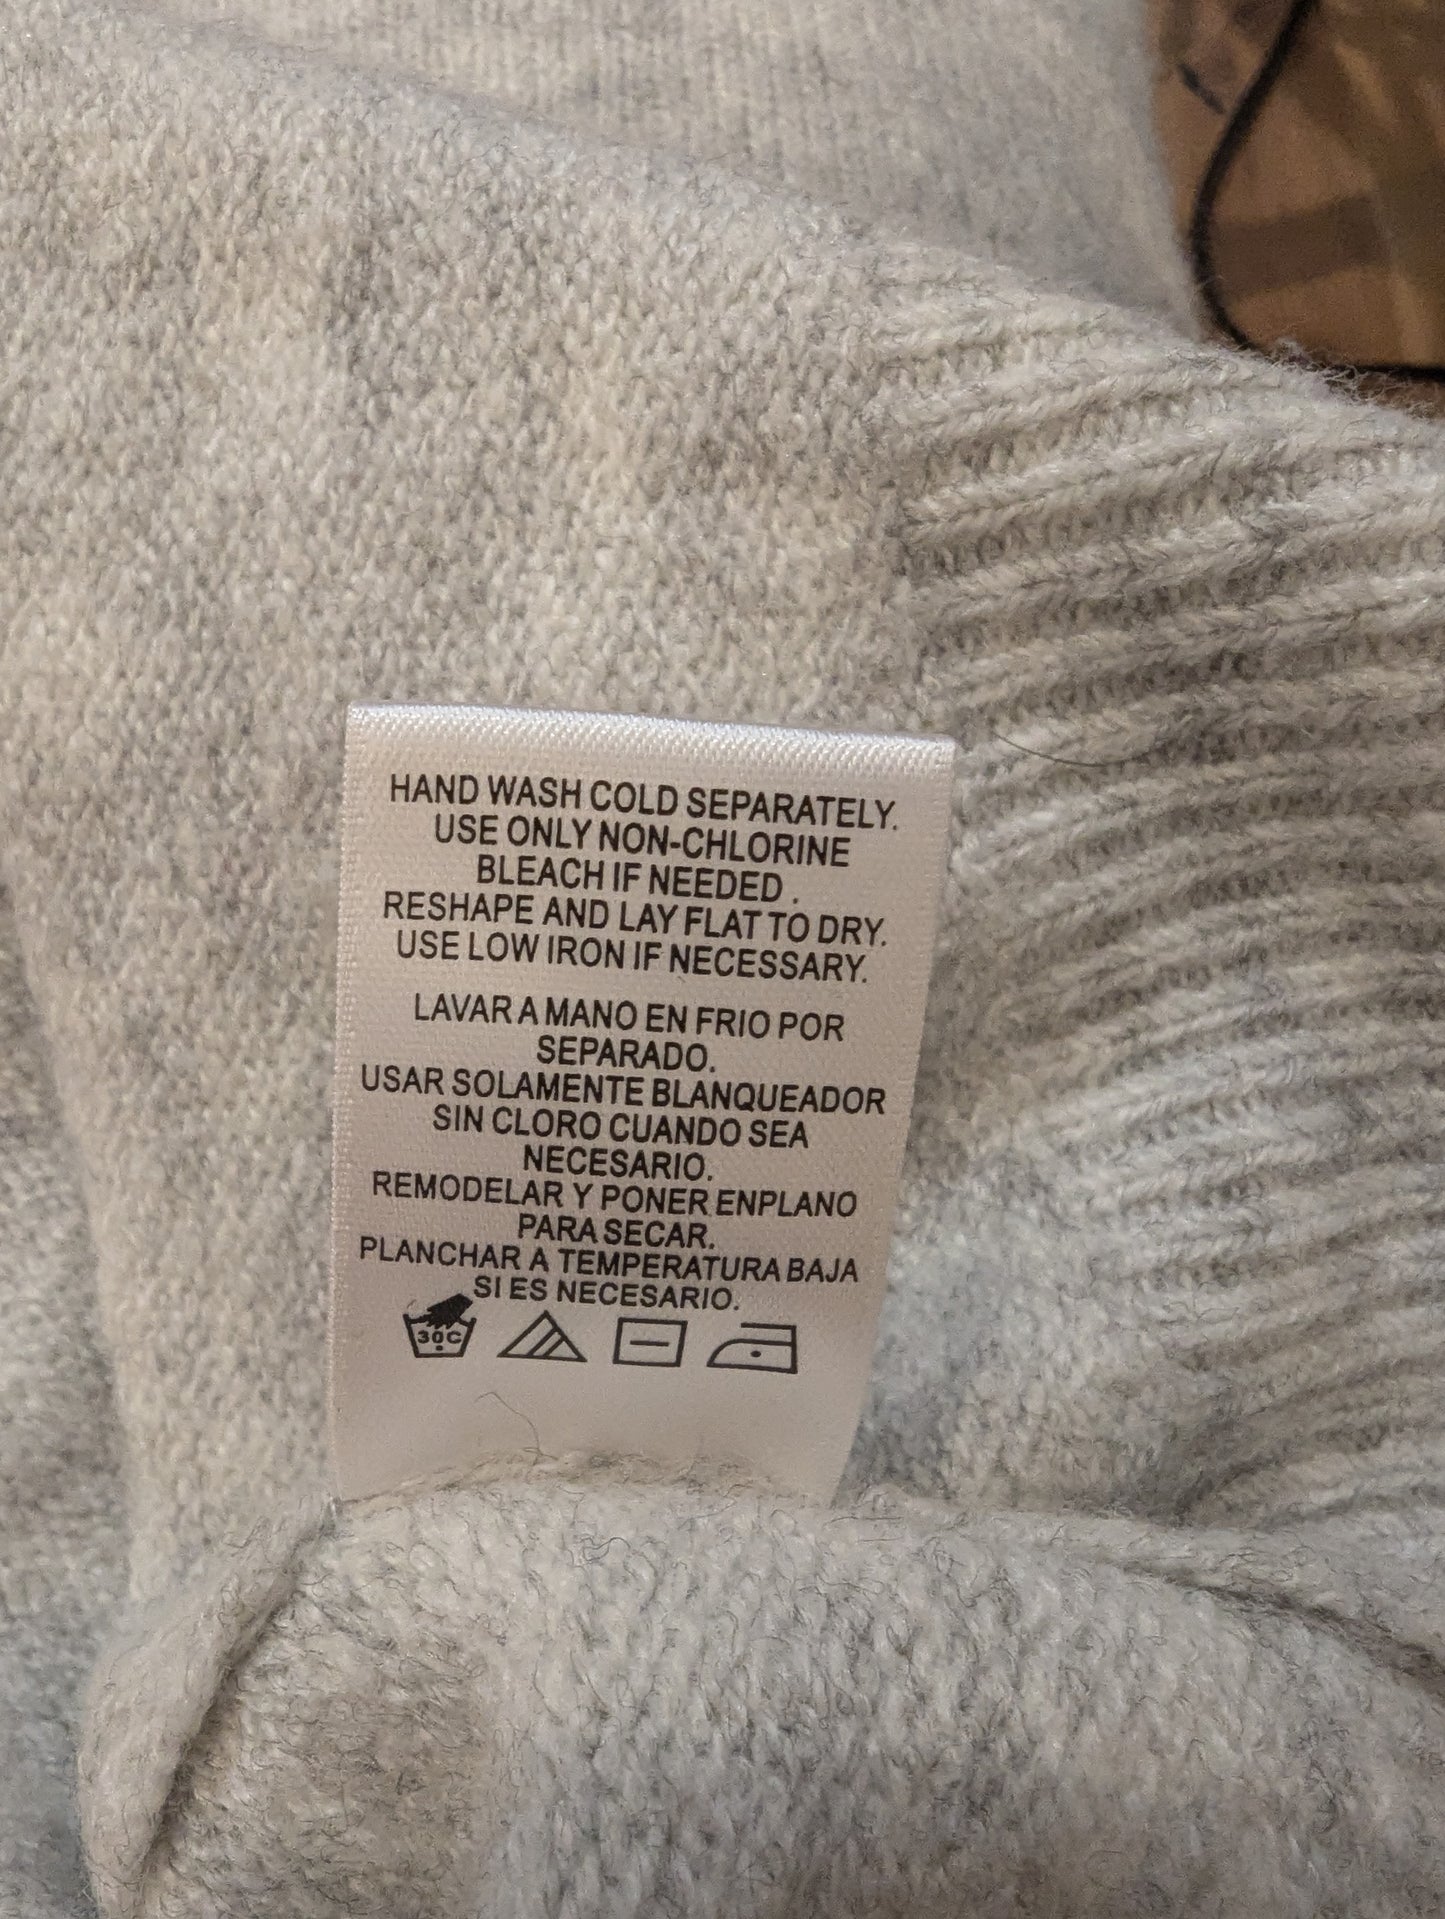 HAND WASH COLD SEPARATELY.
USE ONLY NON-CHLORINE
BLEACH IF NEEDED .
RESHAPE AND LAY FLAT TO DRY.
USE LOW IRON IF NECESSARY.
LAVAR A MANO EN FRIO POR
SEPARADO.
USAR SOLAMENTE BLANQUEADOR
SIN CLORO CUANDO SEA
NECESARIO.
REMODELAR Y PONER ENPLANO
PARA SECAR.
PLANCHAR A TEMPERATURA BAJA
SI ES NECESARIO.
30C